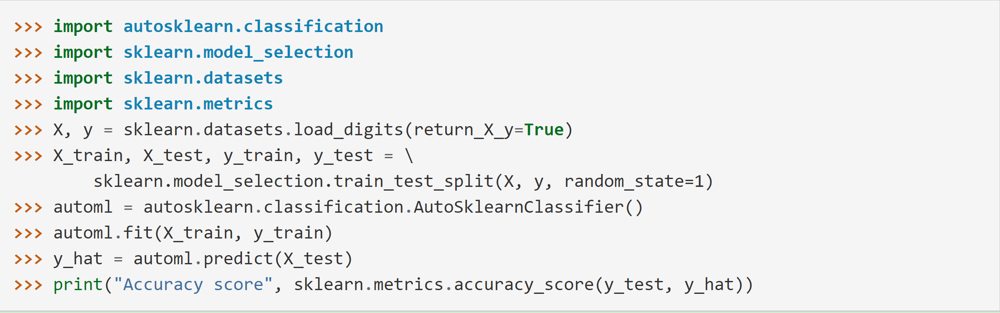 >>> import autosklearn.classification
>>> import sklearn.model_selection
>>> import sklearn.datasets
>>> import sklearn.metrics
>>> X, y = sklearn.datasets.load_digits(return_X_y=True)
>>> X_train, X_test, y_train, y_test = \
        sklearn.model_selection.train_test_split(X, y, random_state=1)
>>> automl = autosklearn.classification.AutoSklearnClassifier()
>>> automl.fit(X_train, y_train)
>>> y_hat = automl.predict(X_test)
>>> print("Accuracy score", sklearn.metrics.accuracy_score(y_test, y_hat))